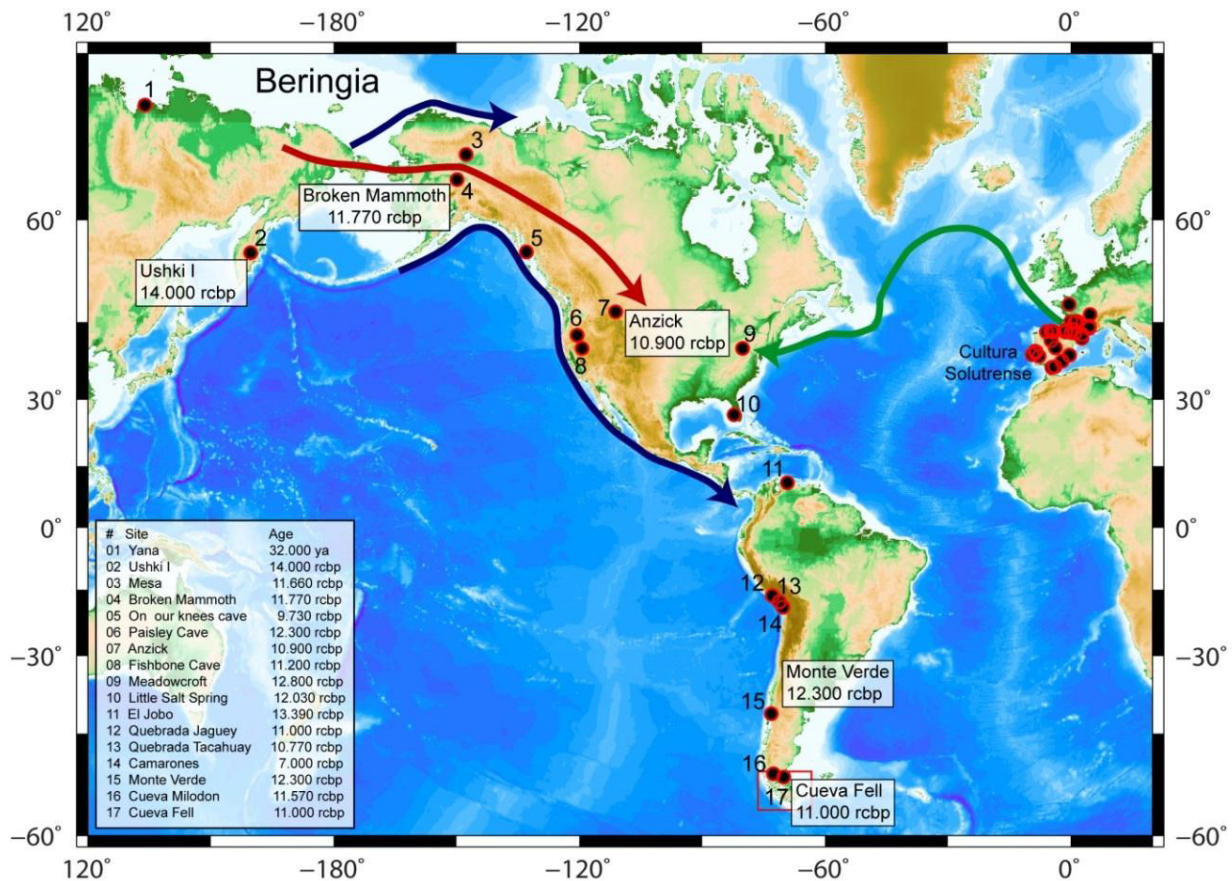 120° −180° −120° −60° 0°
Beringia
1
3
4
Broken Mammoth
11.770 rcbp
60° 60°
2
5
Ushki I
14.000 rcbp
7
6
8
Anzick
10.900 rcbp
9
Cultura
Solutrense
30° 30°
10
11
0° 0°
# Site Age
01 Yana 32.000 ya
02 Ushki I 14.000 rcbp
03 Mesa 11.660 rcbp
04 Broken Mammoth 11.770 rcbp
05 On our knees cave 9.730 rcbp
06 Paisley Cave 12.300 rcbp
07 Anzick 10.900 rcbp
08 Fishbone Cave 11.200 rcbp
09 Meadowcroft 12.800 rcbp
10 Little Salt Spring 12.030 rcbp
11 El Jobo 13.390 rcbp
12 Quebrada Jaguey 11.000 rcbp
13 Quebrada Tacahuay 10.770 rcbp
14 Camarones 7.000 rcbp
15 Monte Verde 12.300 rcbp
16 Cueva Milodon 11.570 rcbp
17 Cueva Fell 11.000 rcbp
12 13
14
−30° −30°
Monte Verde
12.300 rcbp
15
16
17
Cueva Fell
11.000 rcbp
−60° −60°
120° −180° −120° −60° 0°